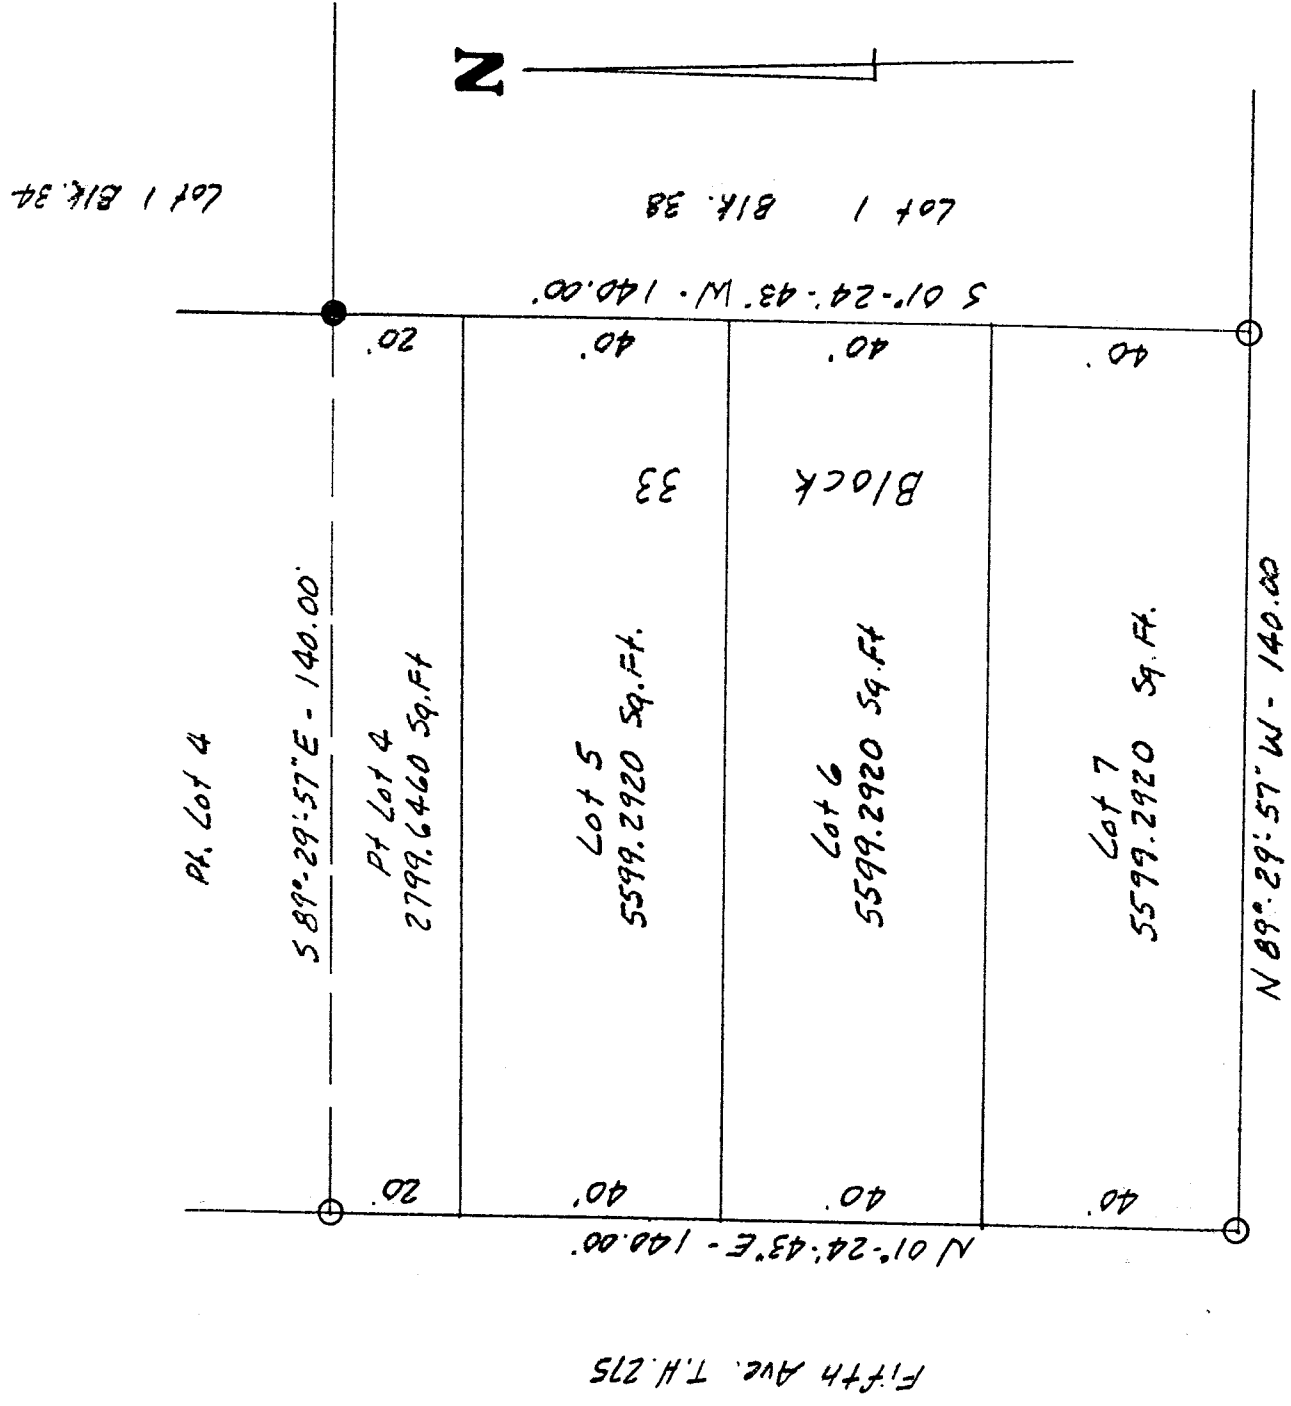 N
Lot 1 Blk. 34
Lot 1 Blk. 38
S 01°-24'-43" W - 140.00'
20'
40'
40'
40'
Block 33
Pt. Lot 4
S 89°-29'-57" E - 140.00'
Pt Lot 4
2799.6460 Sq.Ft
Lot 5
5599.2920 Sq.Ft.
Lot 6
5599.2920 Sq.Ft
Lot 7
5599.2920 Sq.Ft.
N 89°-29'-57" W - 140.00
20'
40'
40'
40'
N 01°-24'-43" E - 140.00'
Fifth Ave. T.H. 275